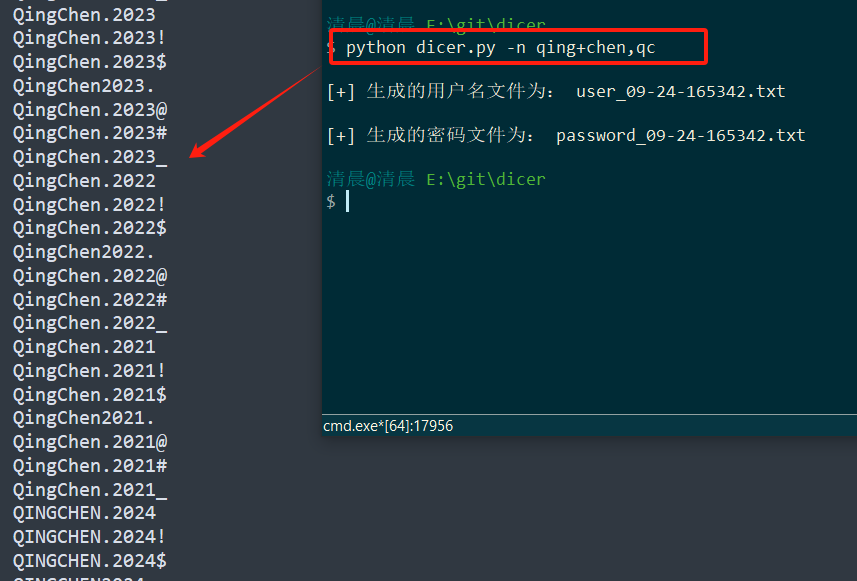 QingChen.2023
QingChen.2023!
QingChen.2023$
QingChen2023.
QingChen.2023@
QingChen.2023#
QingChen.2023_
QingChen.2022
QingChen.2022!
QingChen.2022$
QingChen2022.
QingChen.2022@
QingChen.2022#
QingChen.2022_
QingChen.2021
QingChen.2021!
QingChen.2021$
QingChen2021.
QingChen.2021@
QingChen.2021#
QingChen.2021_
QINGCHEN.2024
QINGCHEN.2024!
QINGCHEN.2024$
QINGCHEN2024.
清晨@清晨 E:\git\dicer
$ python dicer.py -n qing+chen,qc
[+] 生成的用户名文件为： user_09-24-165342.txt
[+] 生成的密码文件为： password_09-24-165342.txt
清晨@清晨 E:\git\dicer
$
cmd.exe*[64]:17956